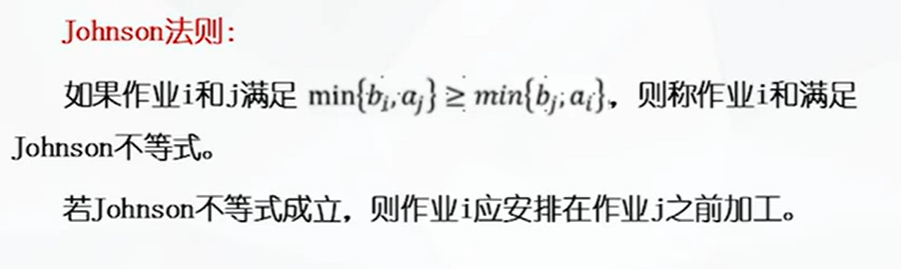 Johnson法则:
如果作业i和j满足 min{bᵢ,aⱼ} ≥ min{bⱼ,aᵢ}，则称作业i和满足
Johnson不等式。
若Johnson不等式成立，则作业i应安排在作业j之前加工。